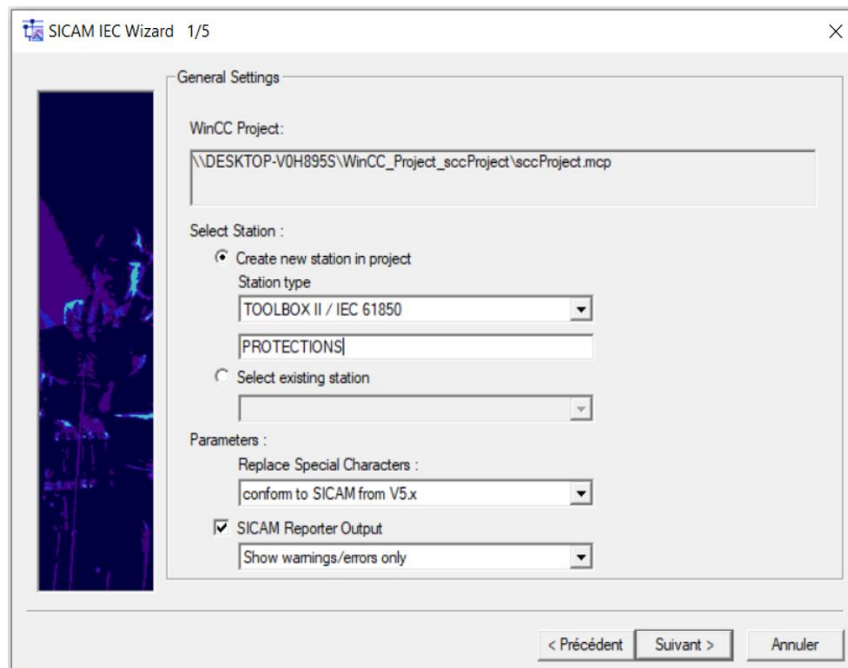 SICAM IEC Wizard 1/5
General Settings
WinCC Project:
\\DESKTOP-V0H895S\WinCC_Project_sccProject\sccProject.mcp
Select Station :
Create new station in project
Station type
TOOLBOX II / IEC 61850
PROTECTIONS
Select existing station
Parameters :
Replace Special Characters :
conform to SICAM from V5.x
SICAM Reporter Output
Show warnings/errors only
< Précédent Suivant > Annuler